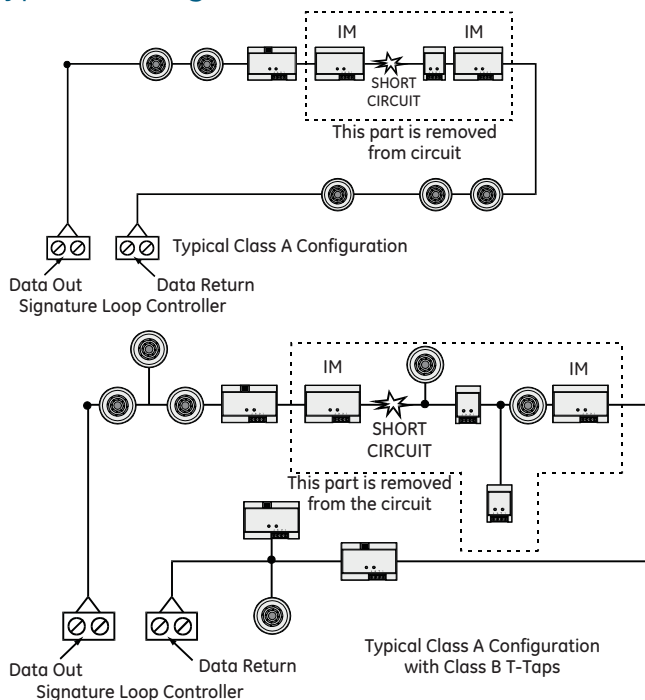 IM
IM
SHORT
CIRCUIT
This part is removed
from circuit
Typical Class A Configuration
Data Out
Data Return
Signature Loop Controller
IM
IM
SHORT
CIRCUIT
This part is removed
from the circuit
Data Out
Data Return
Signature Loop Controller
Typical Class A Configuration
with Class B T-Taps